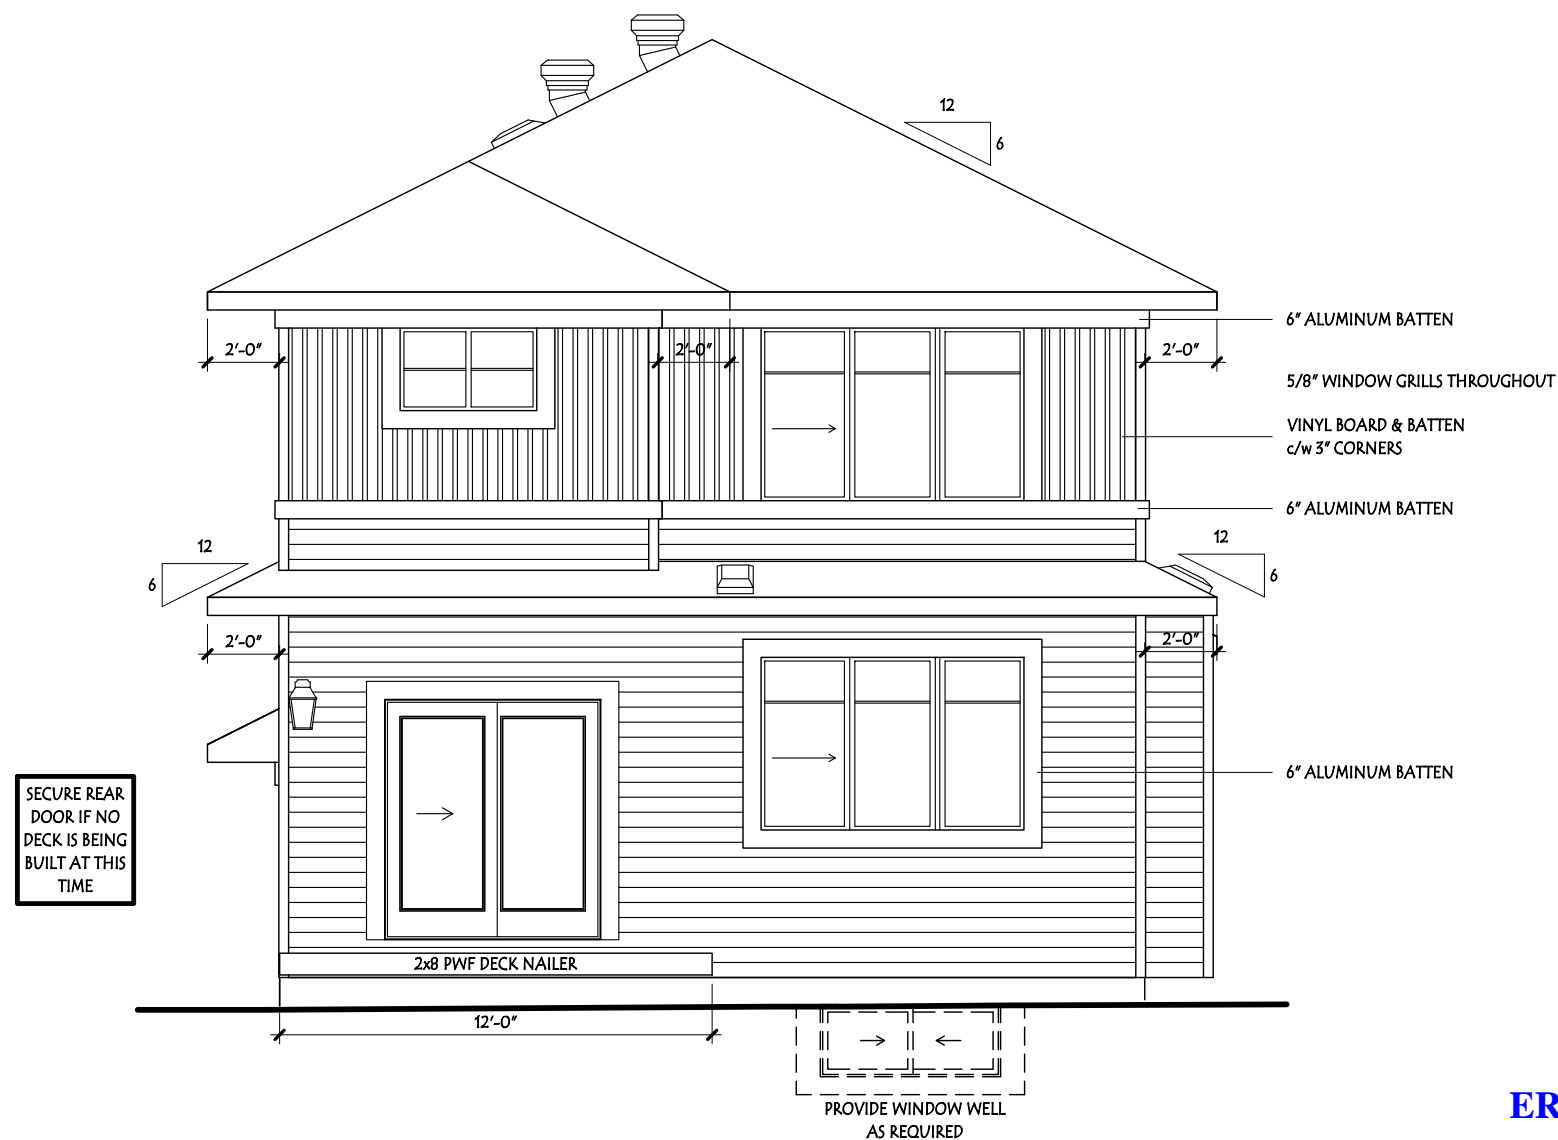 12
6
6" ALUMINUM BATTEN
2'-0"
2'-0"
2'-0"
5/8" WINDOW GRILLS THROUGHOUT
VINYL BOARD & BATTEN
c/w 3" CORNERS
6" ALUMINUM BATTEN
12
6
12
6
2'-0"
2'-0"
6" ALUMINUM BATTEN
SECURE REAR
DOOR IF NO
DECK IS BEING
BUILT AT THIS
TIME
2x8 PWF DECK NAILER
12'-0"
PROVIDE WINDOW WELL
AS REQUIRED
ER